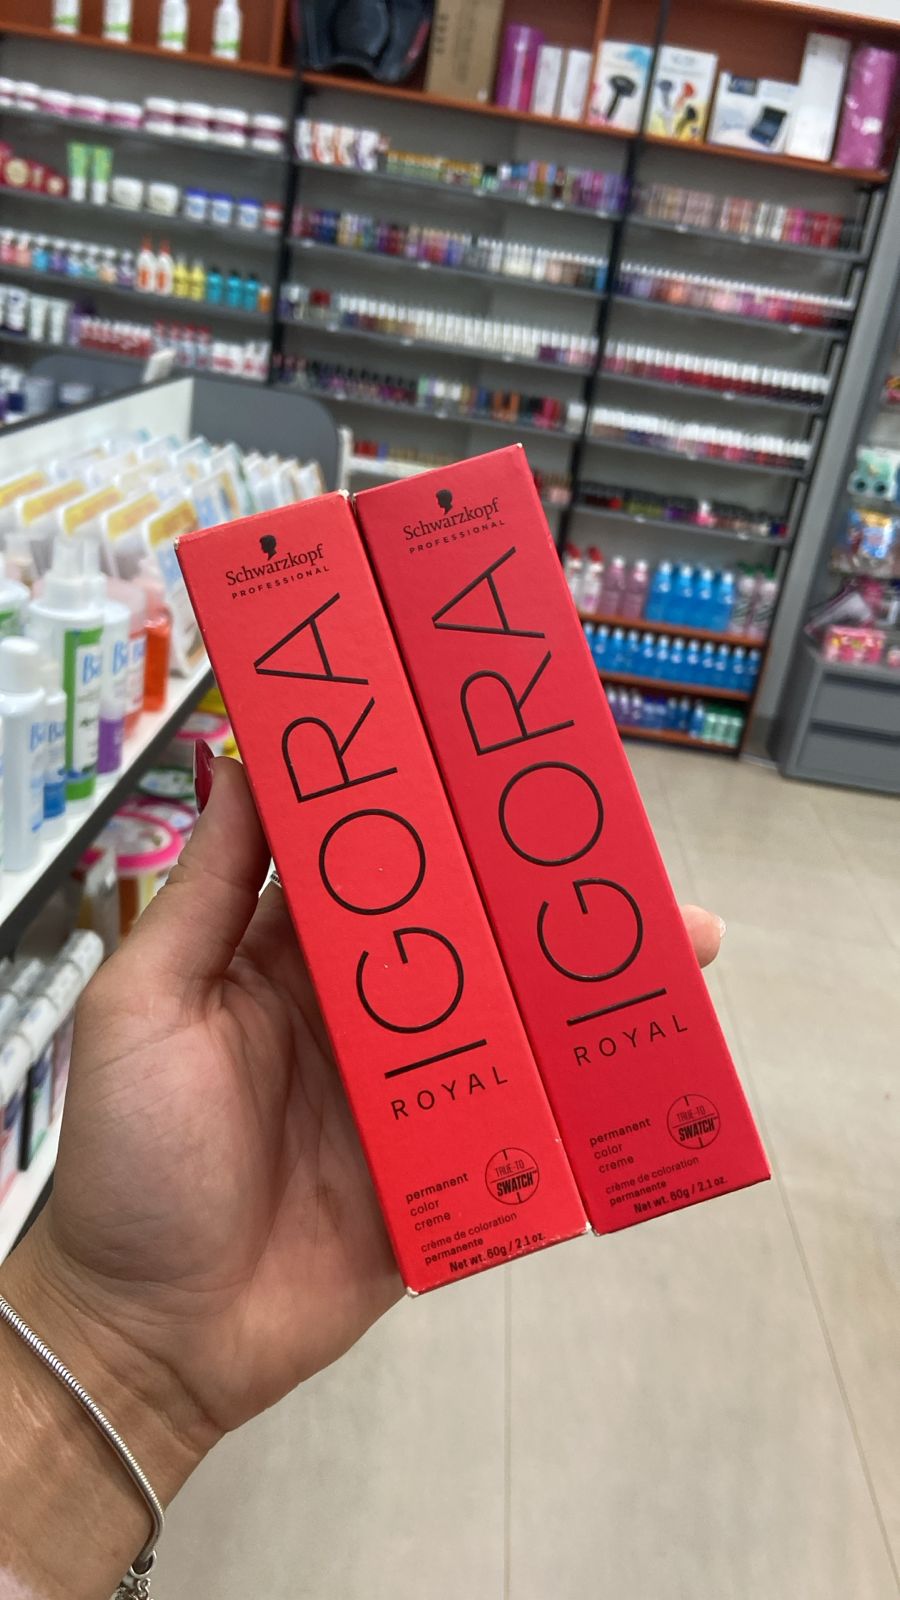 Schwarzkopf
PROFESSIONAL
IGORA
ROYAL
permanent
color
creme
TRUE-TO
SWATCH™
crème de coloration
permanente
Net wt. 60g / 2.1 oz.
Schwarzkopf
PROFESSIONAL
IGORA
ROYAL
permanent
color
creme
TRUE-TO
SWATCH™
crème de coloration
permanente
Net wt. 60g / 2.1 oz.